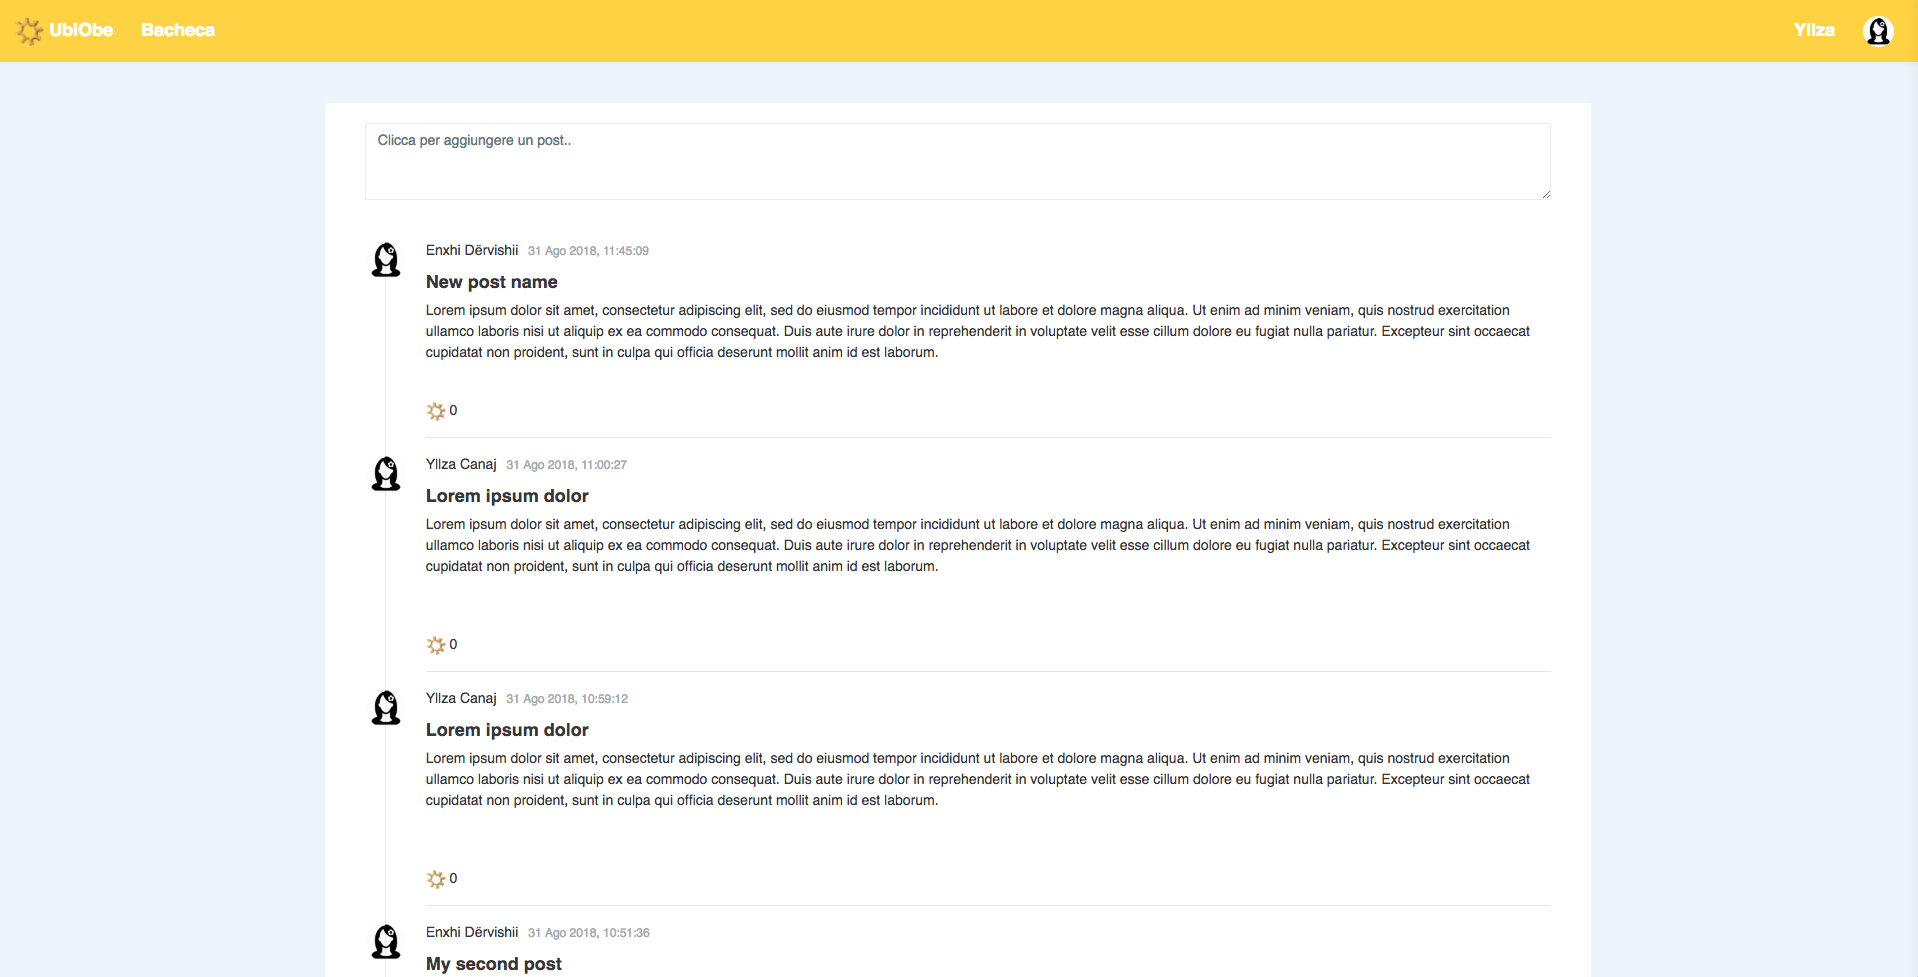 UbiObe Bacheca Yllza
Clicca per aggiungere un post..
Enxhi Dërvishii 31 Ago 2018, 11:45:09
New post name
Lorem ipsum dolor sit amet, consectetur adipiscing elit, sed do eiusmod tempor incididunt ut labore et dolore magna aliqua. Ut enim ad minim veniam, quis nostrud exercitation
ullamco laboris nisi ut aliquip ex ea commodo consequat. Duis aute irure dolor in reprehenderit in voluptate velit esse cillum dolore eu fugiat nulla pariatur. Excepteur sint occaecat
cupidatat non proident, sunt in culpa qui officia deserunt mollit anim id est laborum.
0
Yllza Canaj 31 Ago 2018, 11:00:27
Lorem ipsum dolor
Lorem ipsum dolor sit amet, consectetur adipiscing elit, sed do eiusmod tempor incididunt ut labore et dolore magna aliqua. Ut enim ad minim veniam, quis nostrud exercitation
ullamco laboris nisi ut aliquip ex ea commodo consequat. Duis aute irure dolor in reprehenderit in voluptate velit esse cillum dolore eu fugiat nulla pariatur. Excepteur sint occaecat
cupidatat non proident, sunt in culpa qui officia deserunt mollit anim id est laborum.
0
Yllza Canaj 31 Ago 2018, 10:59:12
Lorem ipsum dolor
Lorem ipsum dolor sit amet, consectetur adipiscing elit, sed do eiusmod tempor incididunt ut labore et dolore magna aliqua. Ut enim ad minim veniam, quis nostrud exercitation
ullamco laboris nisi ut aliquip ex ea commodo consequat. Duis aute irure dolor in reprehenderit in voluptate velit esse cillum dolore eu fugiat nulla pariatur. Excepteur sint occaecat
cupidatat non proident, sunt in culpa qui officia deserunt mollit anim id est laborum.
0
Enxhi Dërvishii 31 Ago 2018, 10:51:36
My second post